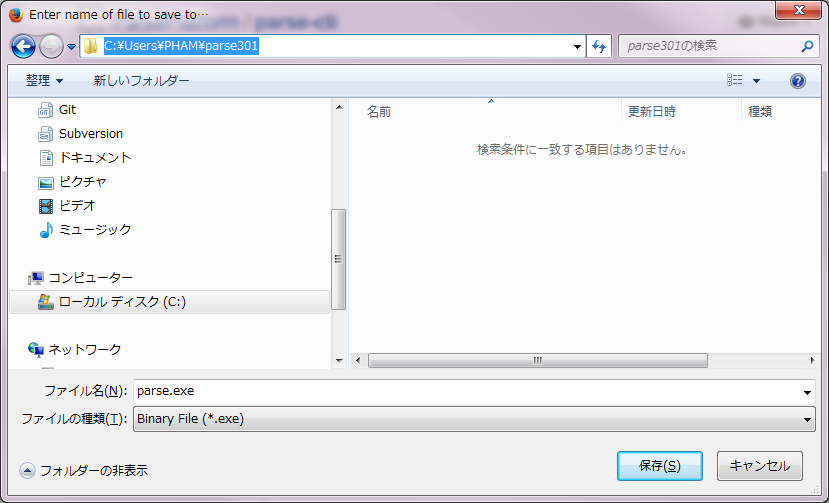 Enter name of file to save to…
C:¥Users¥PHAM¥parse301
parse301の検索
整理
新しいフォルダー
Git
Subversion
ドキュメント
ピクチャ
ビデオ
ミュージック
コンピューター
ローカル ディスク (C:)
ネットワーク
名前
更新日時
種類
検索条件に一致する項目はありません。
ファイル名(N):
parse.exe
ファイルの種類(T):
Binary File (*.exe)
フォルダーの非表示
保存(S)
キャンセル